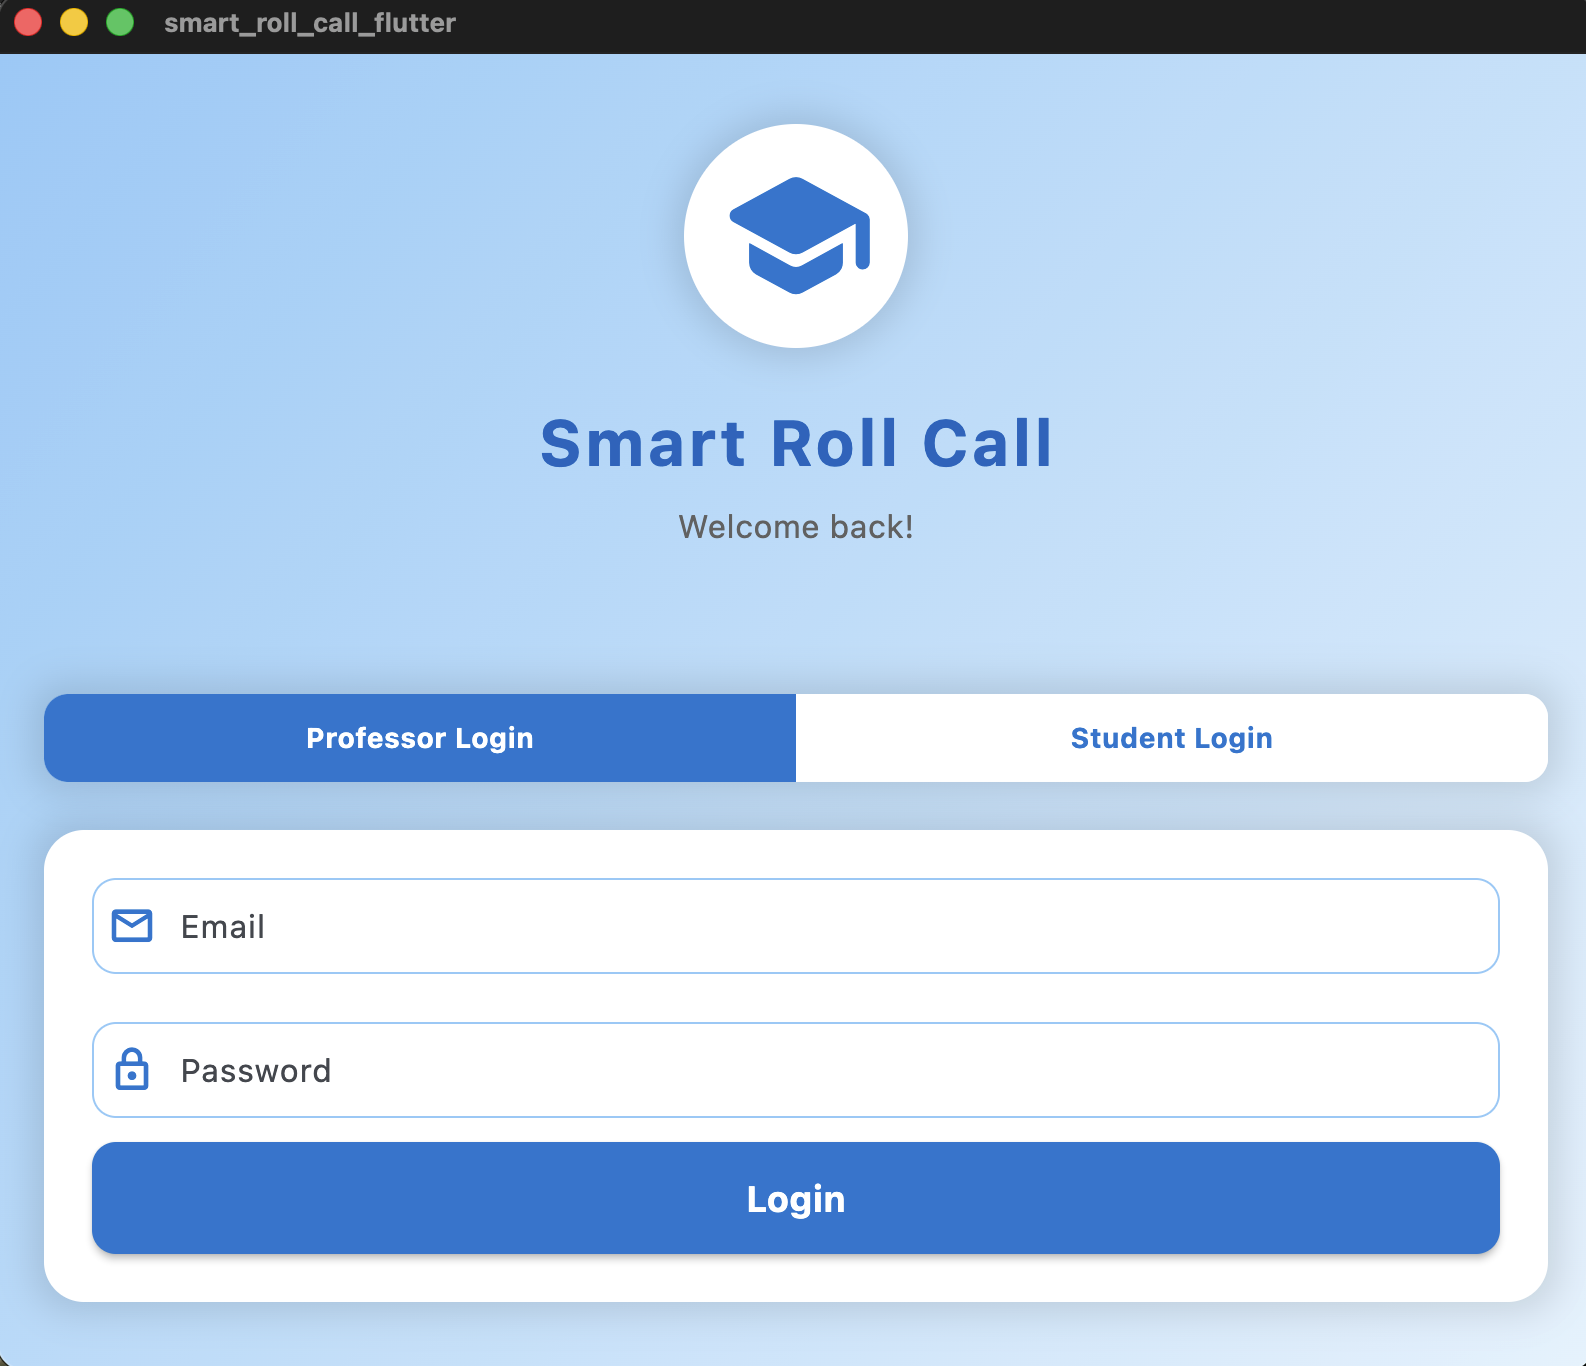 smart_roll_call_flutter
Smart Roll Call
Welcome back!
Professor Login
Student Login
Email
Password
Login